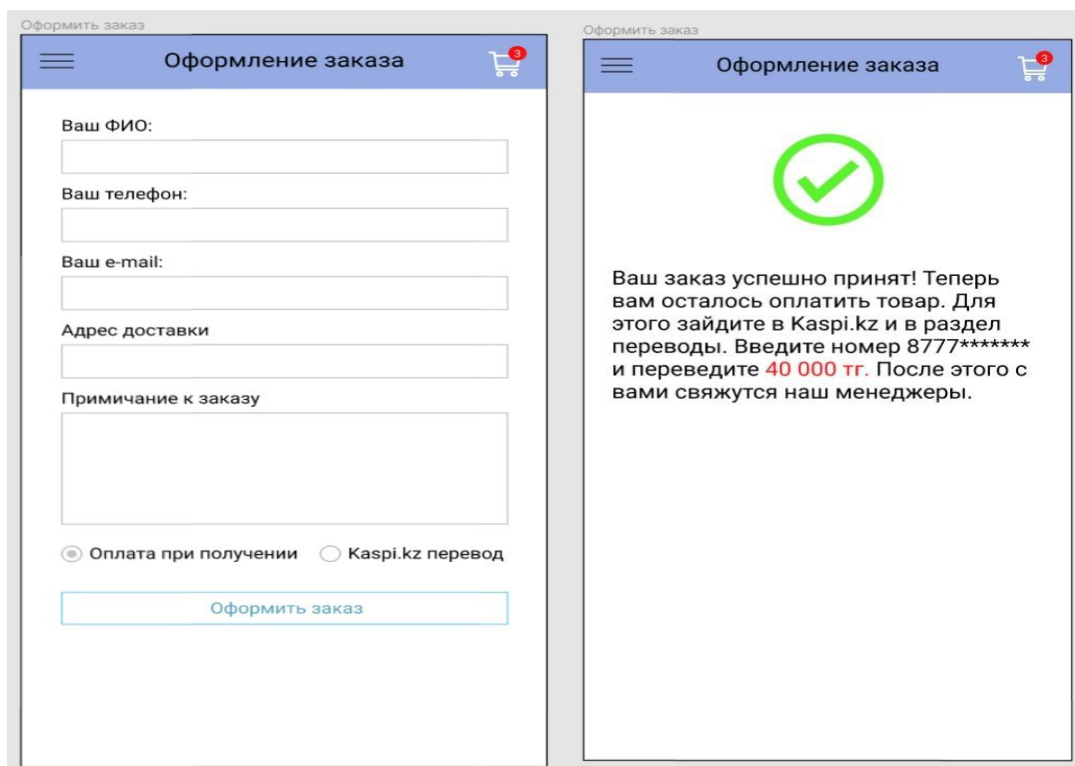 Оформить заказ
Оформление заказа
3
Ваш ФИО:
Ваш телефон:
Ваш e-mail:
Адрес доставки
Примичание к заказу
Оплата при получении
Kaspi.kz перевод
Оформить заказ
Оформить заказ
Оформление заказа
3
Ваш заказ успешно принят! Теперь
вам осталось оплатить товар. Для
этого зайдите в Kaspi.kz и в раздел
переводы. Введите номер 8777*******
и переведите 40 000 тг. После этого с
вами свяжутся наш менеджеры.